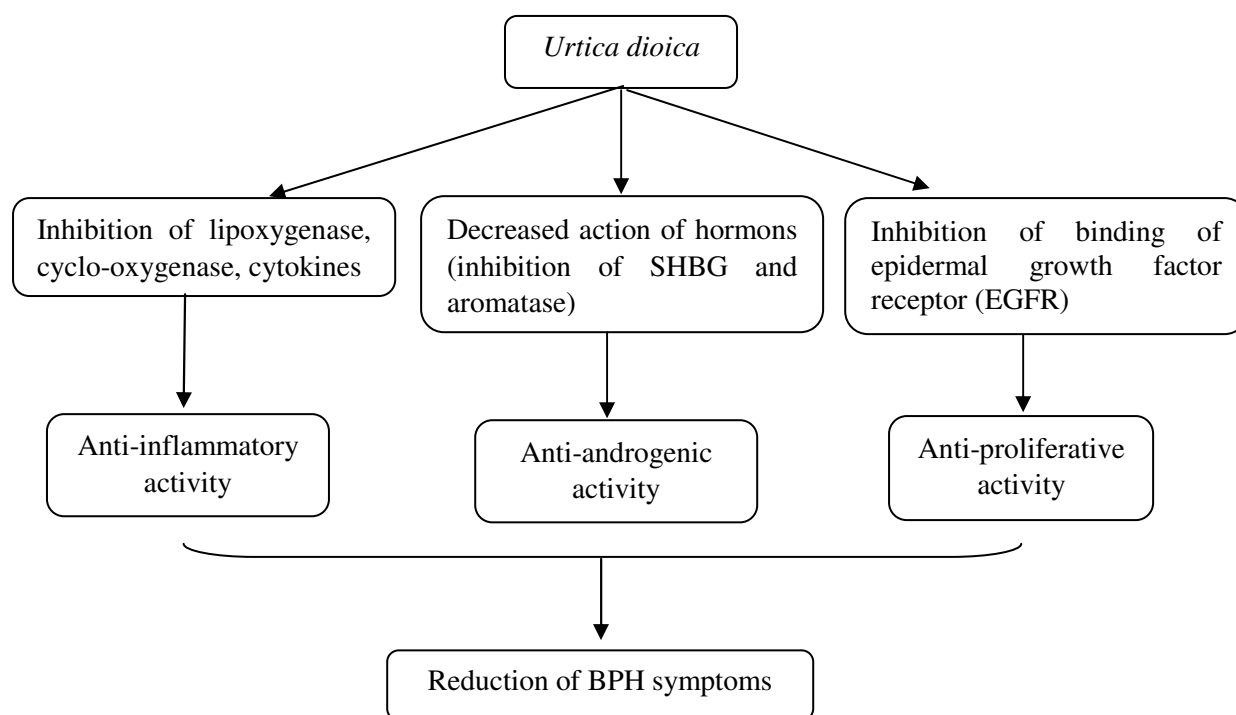 Urtica dioica
Inhibition of lipoxygenase,
cyclo-oxygenase, cytokines
Decreased action of hormons
(inhibition of SHBG and
aromatase)
Inhibition of binding of
epidermal growth factor
receptor (EGFR)
Anti-inflammatory
activity
Anti-androgenic
activity
Anti-proliferative
activity
Reduction of BPH symptoms